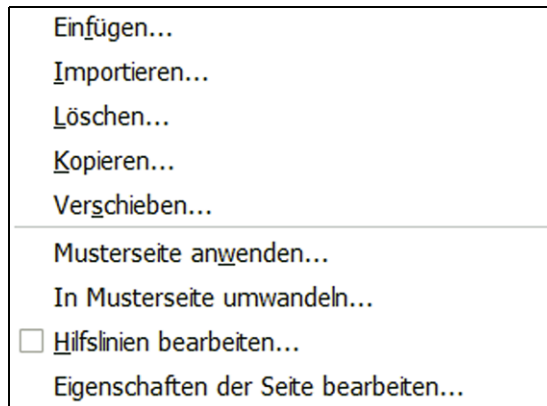 Einfügen...
Importieren...
Löschen...
Kopieren...
Verschieben...
Musterseite anwenden...
In Musterseite umwandeln...
Hilfslinien bearbeiten...
Eigenschaften der Seite bearbeiten...